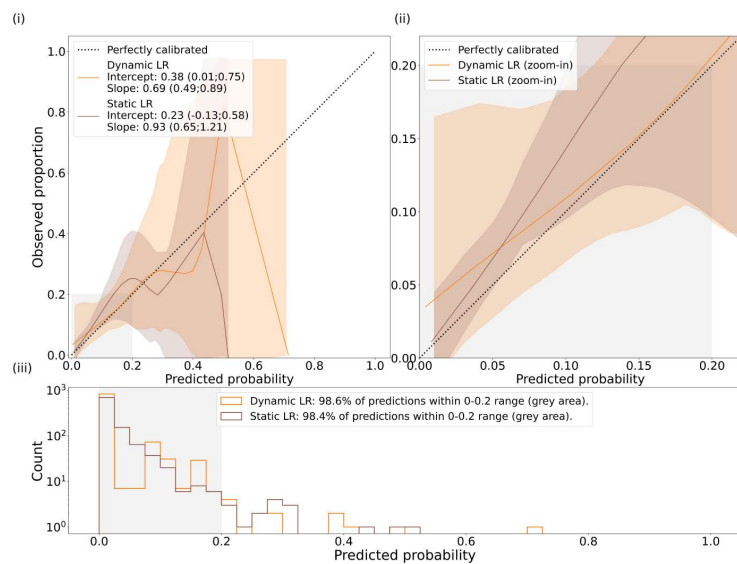 (i)
Perfectly calibrated
Dynamic LR
Intercept: 0.38 (0.01;0.75)
Slope: 0.69 (0.49;0.89)
Static LR
Intercept: 0.23 (-0.13;0.58)
Slope: 0.93 (0.65;1.21)
1.0
0.8
0.6
0.4
0.2
0.0
Observed proportion
0.0 0.2 0.4 0.6 0.8 1.0
Predicted probability
(ii)
Perfectly calibrated
Dynamic LR (zoom-in)
Static LR (zoom-in)
0.20
0.15
0.10
0.05
0.00
0.00 0.05 0.10 0.15 0.20
Predicted probability
(iii)
Dynamic LR: 98.6% of predictions within 0-0.2 range (grey area).
Static LR: 98.4% of predictions within 0-0.2 range (grey area).
10³
10²
10¹
10⁰
Count
0.0 0.2 0.4 0.6 0.8 1.0
Predicted probability